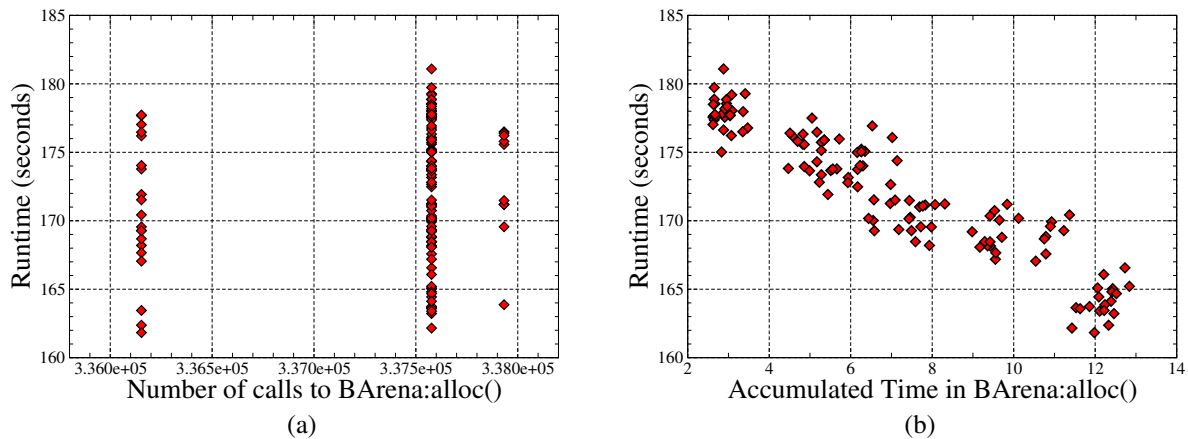 180
175
170
165
160
Runtime (seconds)
3.360e+05 3.365e+05 3.370e+05 3.375e+05 3.380e+05
Number of calls to BArena:alloc()
(a)
180
175
170
165
160
Runtime (seconds)
2 4 6 8 10 12 14
Accumulated Time in BArena:alloc()
(b)